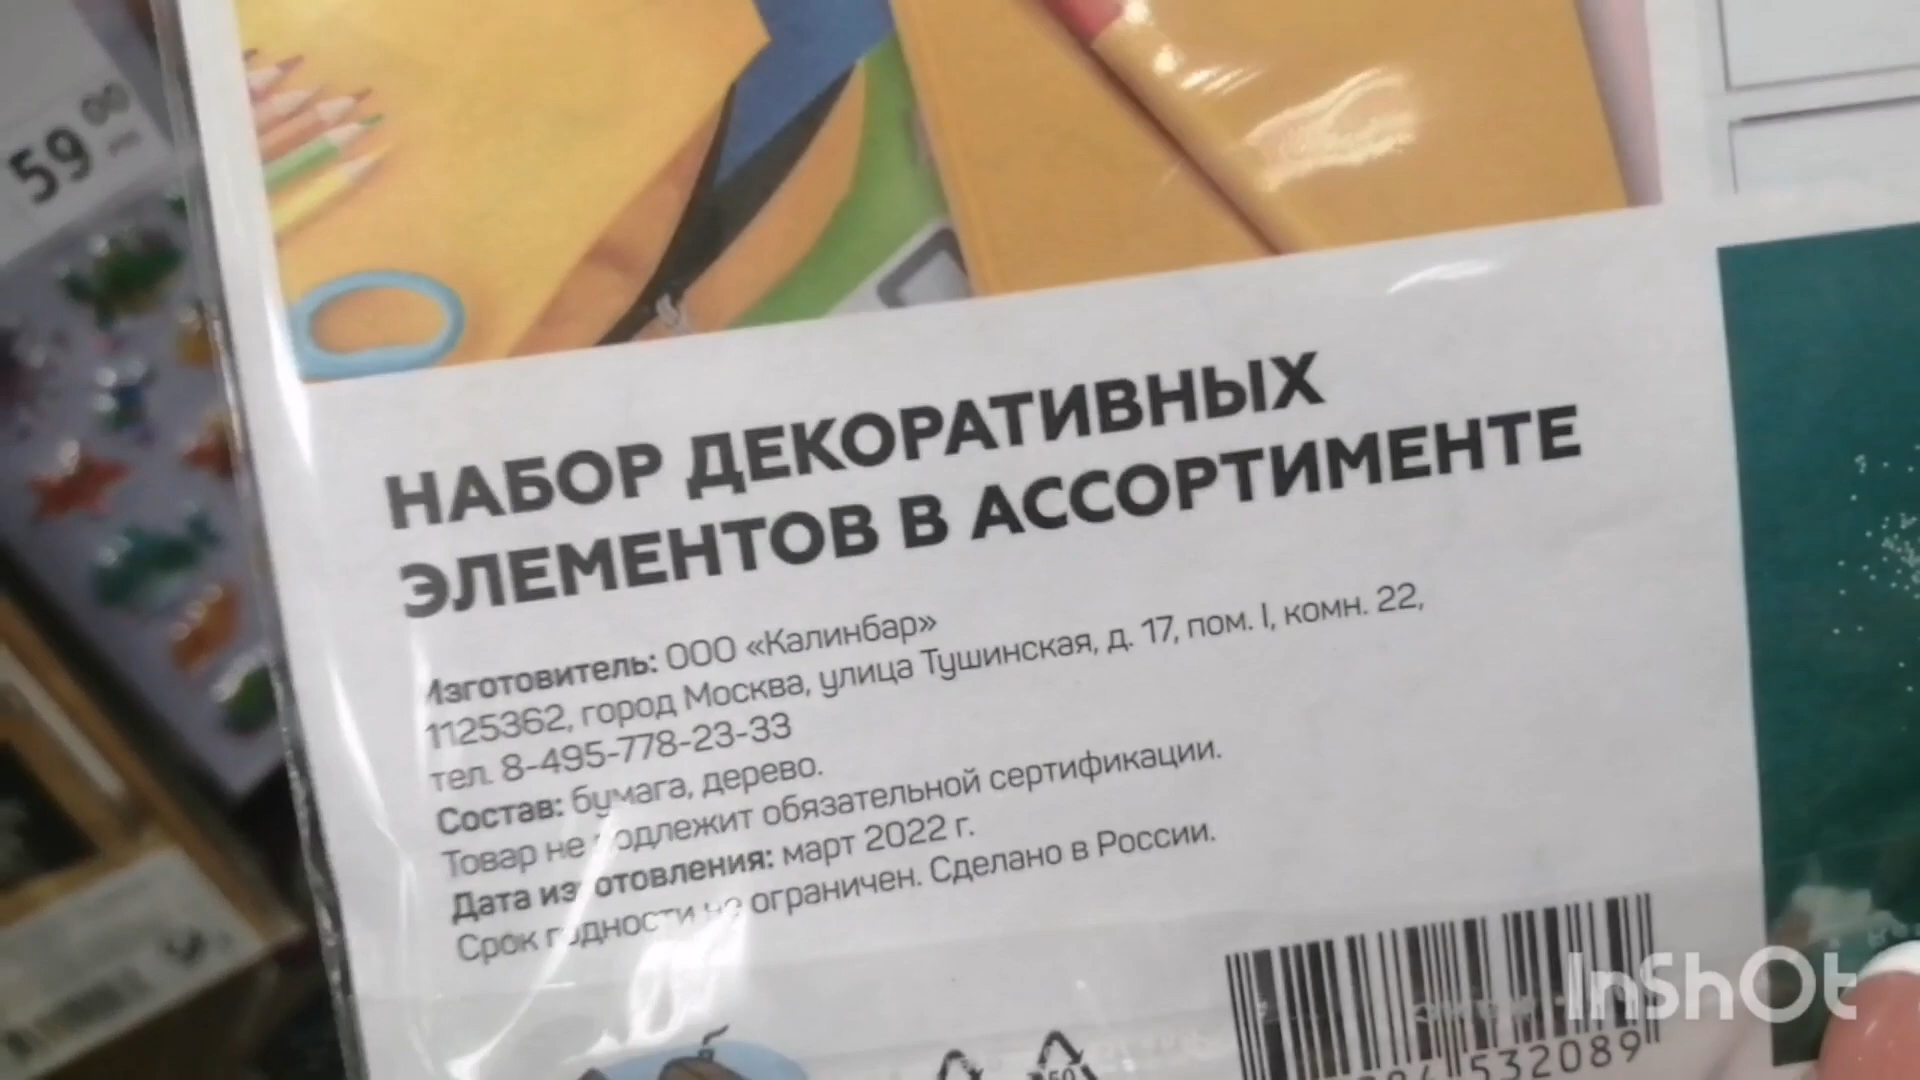 59 00
НАБОР ДЕКОРАТИВНЫХ
ЭЛЕМЕНТОВ В АССОРТИМЕНТЕ
Изготовитель: ООО «Калинбар»
1125362, город Москва, улица Тушинская, д. 17, пом. I, комн. 22,
тел. 8-495-778-23-33
Состав: бумага, дерево.
Товар не подлежит обязательной сертификации.
Дата изготовления: март 2022 г.
Срок годности не ограничен. Сделано в России.
532089
InShOt